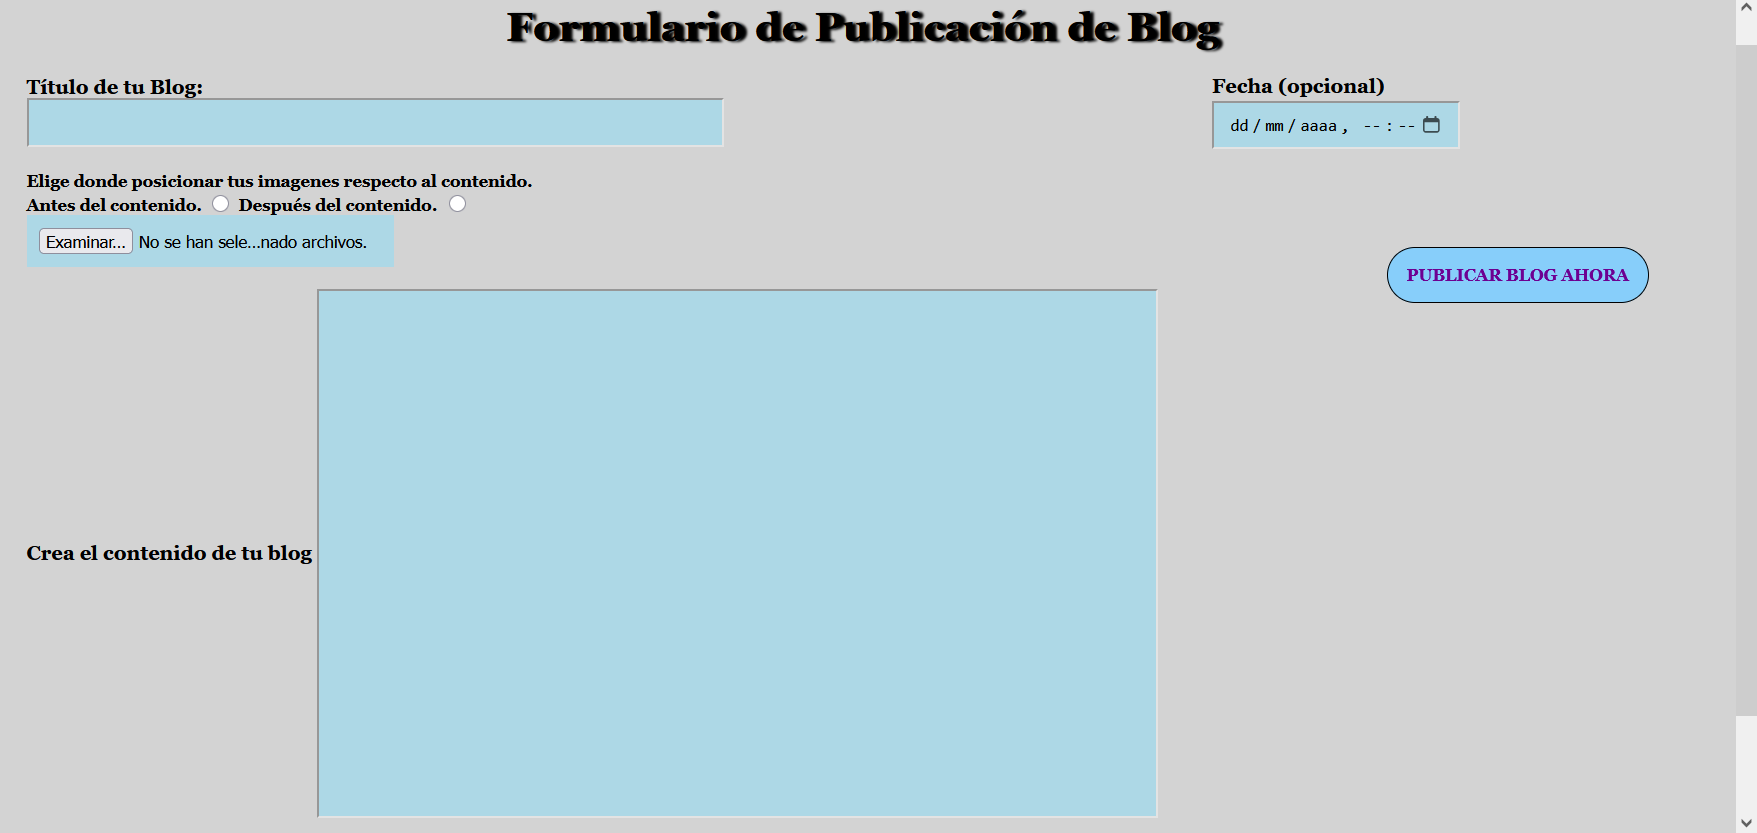 Formulario de Publicación de Blog
Título de tu Blog:
Fecha (opcional)
dd/mm/aaaa, --:--
Elige donde posicionar tus imagenes respecto al contenido.
Antes del contenido. Después del contenido.
Examinar... No se han sele...nado archivos.
PUBLICAR BLOG AHORA
Crea el contenido de tu blog